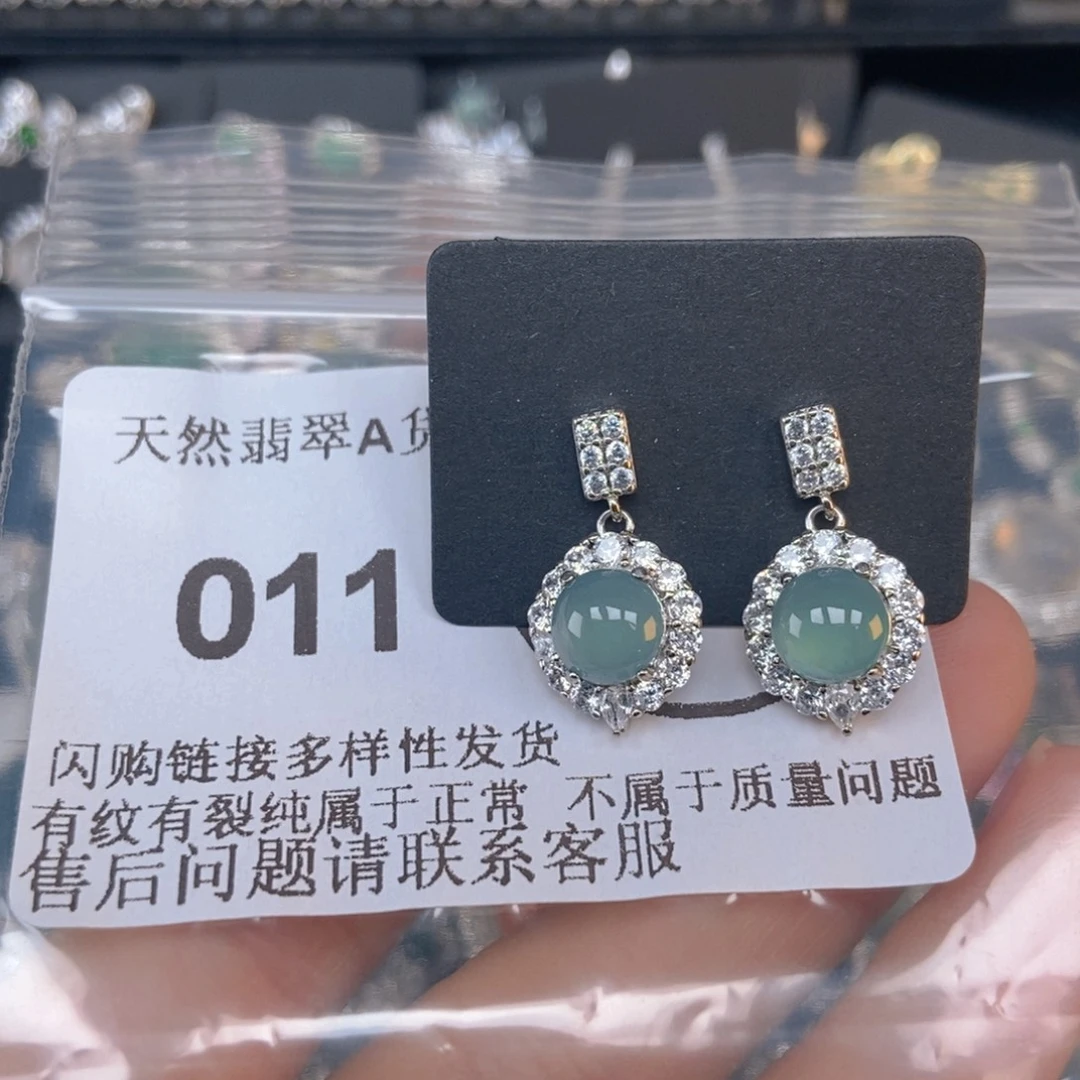 天然翡翠A货
011
闪购链接多样性发货
有纹有裂纯属于正常 不属于质量问题
售后问题请联系客服